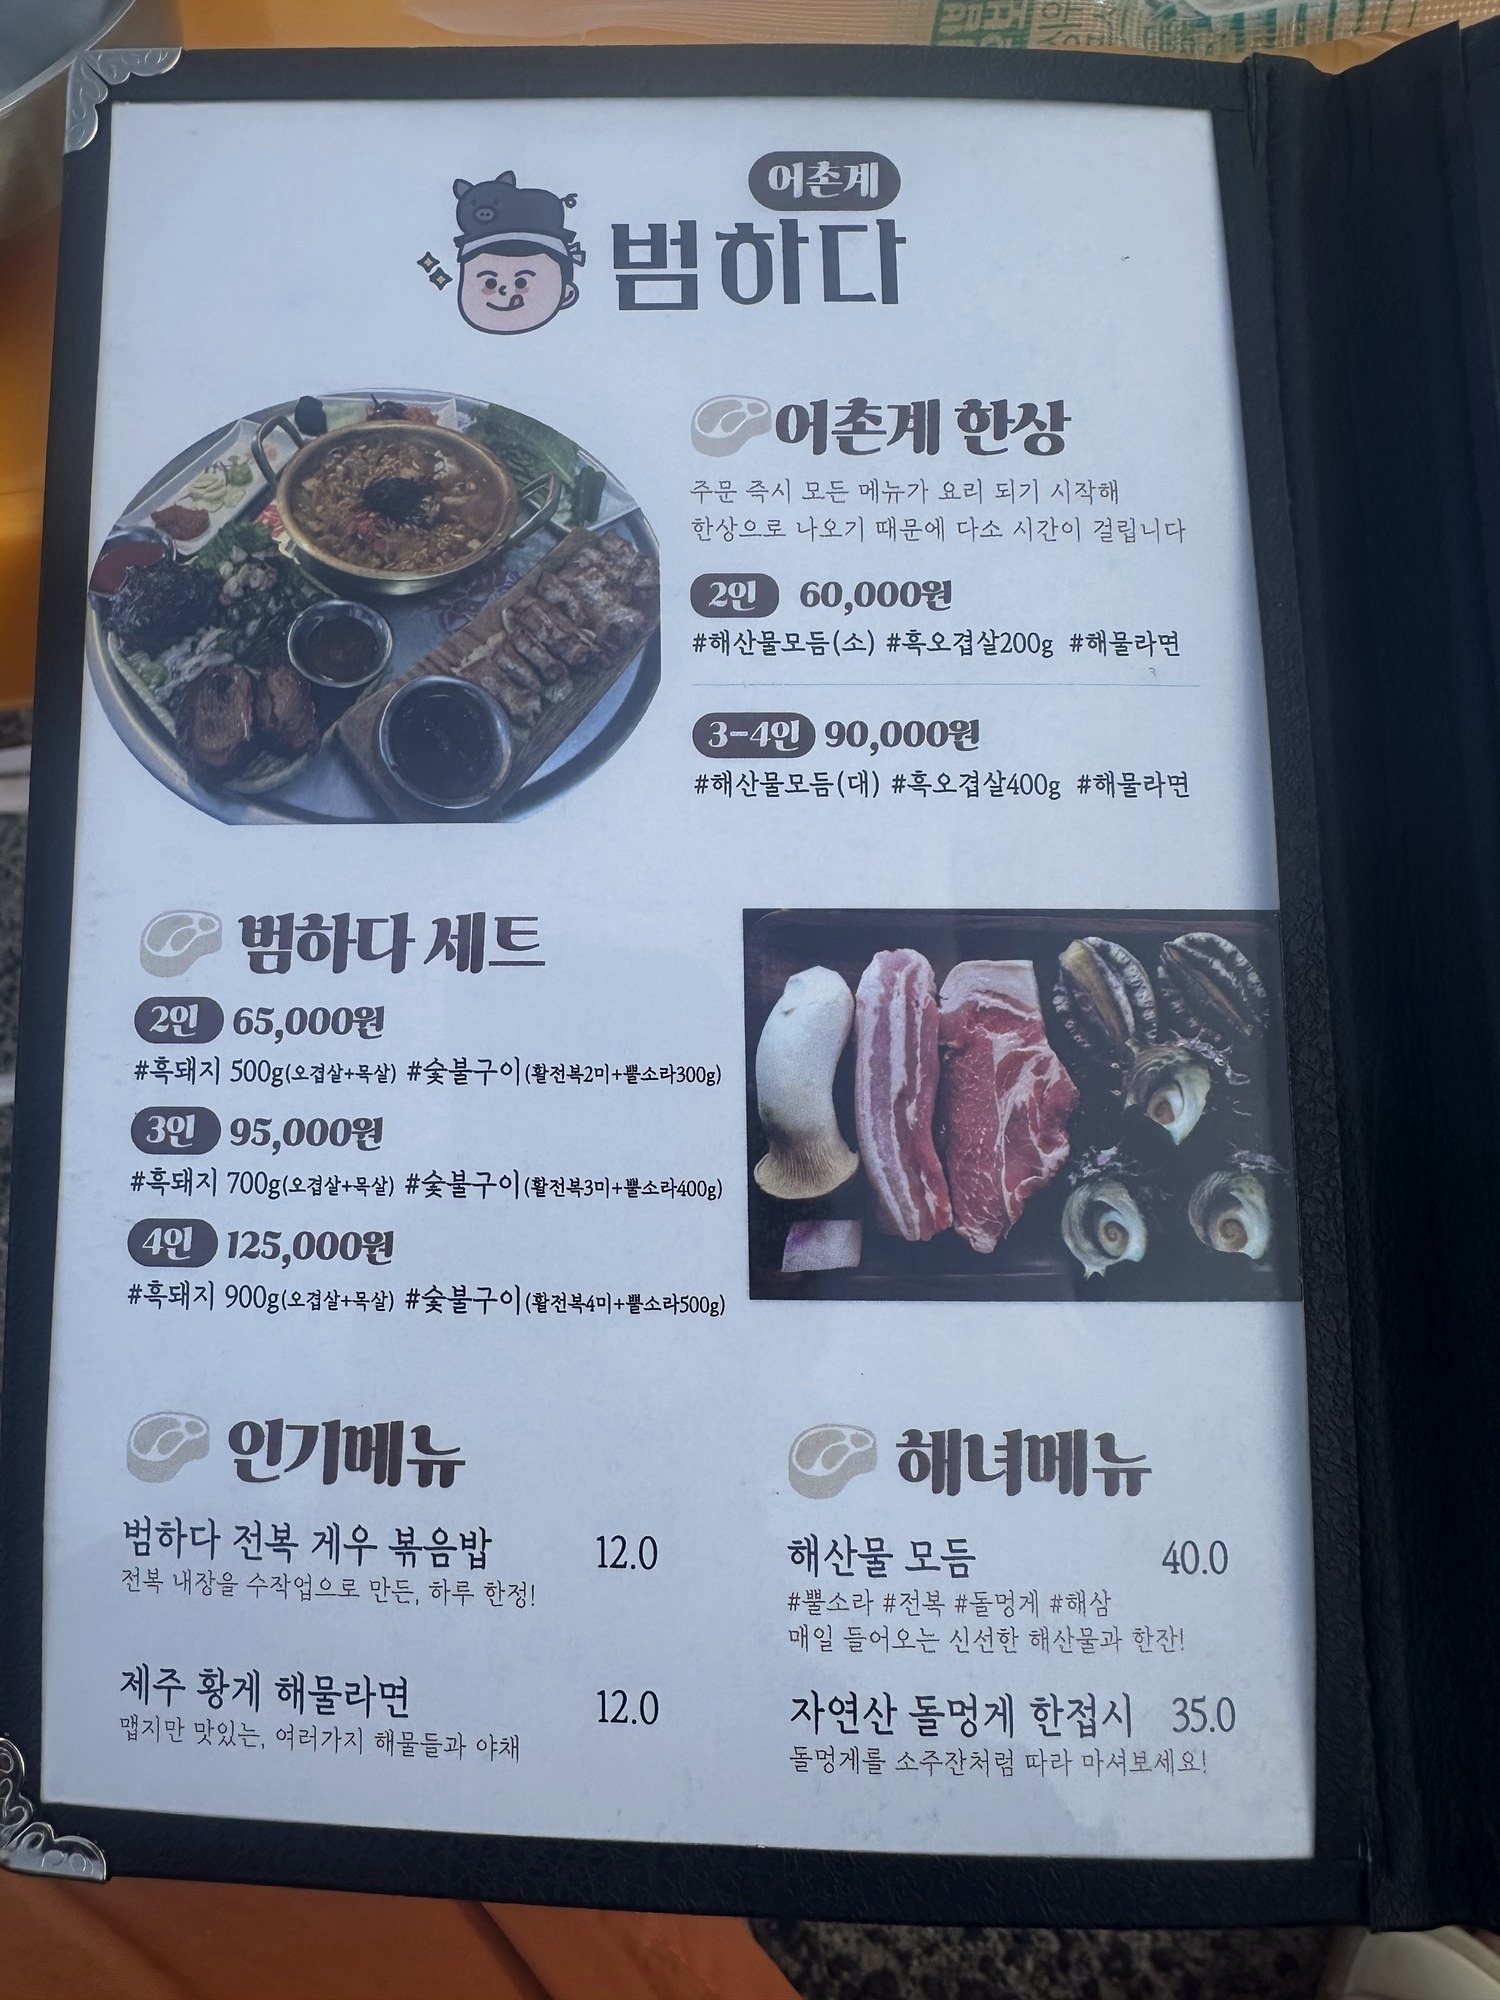 어촌계
범하다
어촌계 한상
주문 즉시 모든 메뉴가 요리 되기 시작해
한상으로 나오기 때문에 다소 시간이 걸립니다
2인 60,000원
#해산물모듬(소) #흑오겹살200g #해물라면
3-4인 90,000원
#해산물모듬(대) #흑오겹살400g #해물라면
범하다 세트
2인 65,000원
#흑돼지 500g(오겹살+목살) #숯불구이(활전복2미+뿔소라300g)
3인 95,000원
#흑돼지 700g(오겹살+목살) #숯불구이(활전복3미+뿔소라400g)
4인 125,000원
#흑돼지 900g(오겹살+목살) #숯불구이(활전복4미+뿔소라500g)
인기메뉴
범하다 전복 게우 볶음밥 12.0
전복 내장을 수작업으로 만든, 하루 한정!
제주 황게 해물라면 12.0
맵지만 맛있는, 여러가지 해물들과 야채
해녀메뉴
해산물 모듬 40.0
#뿔소라 #전복 #돌멍게 #해삼
매일 들어오는 신선한 해산물과 한잔!
자연산 돌멍게 한접시 35.0
돌멍게를 소주잔처럼 따라 마셔보세요!